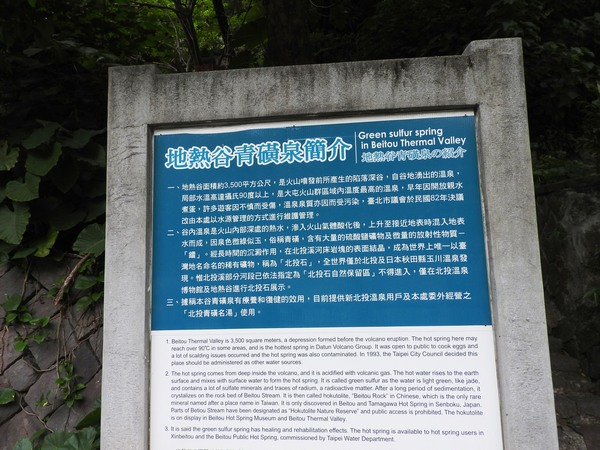 地熱谷青礦泉簡介
Green sulfur spring
in Beitou Thermal Valley
地熱谷青磺泉の紹介
一、地熱谷面積約3,500平方公尺，是火山噴發前所產生的陷落深谷，自谷地湧出的溫泉，
局部水溫高達攝氏90度以上，是大屯火山群區域內溫度最高的溫泉，早年因開放親水
煮蛋，許多遊客因不慎而受傷，溫泉泉質亦因而受污染，臺北市議會於民國82年決議
改由本處以水源管理的方式進行維護管理。
二、谷內溫泉是火山內部深處的熱水，滲入火山氣體酸化後，上升至接近地表時混入地表
水而成，因泉色微綠似玉，俗稱青磺，含有大量的硫酸鹽礦物及微量的放射性物質－
「鐳」。經長時間的沉澱作用，在北投溪河床岩塊的表面結晶，成為世界上唯一以臺
灣地名命名的稀有礦物，稱為「北投石」，全世界僅於北投及日本秋田縣玉川溫泉發
現。惟北投溪部分河段已依法指定為「北投石自然保留區」不得進入，僅在北投溫泉
博物館及地熱谷進行北投石展示。
三、據稱本谷青磺泉有療養和復健的效用，目前提供新北投溫泉用戶及本處委外經營之
「北投青磺名湯」使用。
1. Beitou Thermal Valley is 3,500 square meters, a depression formed before the volcano eruption. The hot spring here may
reach over 90℃ in some areas, and is the hottest spring in Datun Volcano Group. It was open to public to cook eggs and
a lot of scalding issues occurred and the hot spring was also contaminated. In 1993, the Taipei City Council decided this
place should be administered as other water sources.
2. The hot spring comes from deep inside the volcano, and it is acidified with volcanic gas. The hot water rises to the earth
surface and mixes with surface water to form the hot spring. It is called green sulfur as the water is light green, like jade,
and contains a lot of sulfate minerals and traces of radium, a radioactive matter. After a long period of sedimentation, it
crystalizes on the rock bed of Beitou Stream. It is then called hokutolite, "Beitou Rock" in Chinese, which is the only rare
mineral named after a place name in Taiwan. It is only discovered in Beitou and Tamagawa Hot Spring in Senboku, Japan.
Parts of Beitou Stream have been designated as "Hokutolite Nature Reserve" and public access is prohibited. The hokutolite
is on display in Beitou Hot Spring Museum and Beitou Thermal Valley.
3. It is said the green sulfur spring has healing and rehabilitation effects. The hot spring is available to hot spring users in
Xinbeitou and the Beitou Public Hot Spring, commissioned by Taipei Water Department.